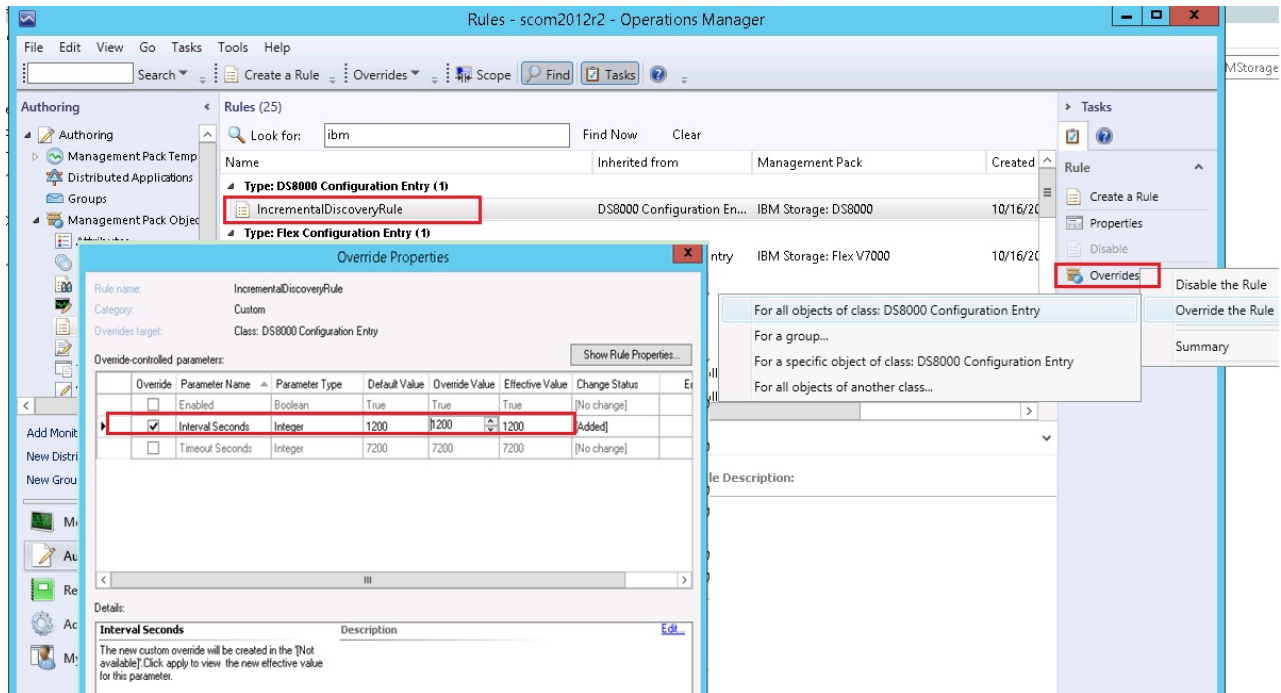 Rules - scom2012r2 - Operations Manager
File Edit View Go Tasks Tools Help
Search Create a Rule Overrides Scope Find Tasks
MStorage
Authoring
Authoring
Management Pack Temp
Distributed Applications
Groups
Management Pack Objec
Attributes
Rules (25)
Look for: ibm Find Now Clear
Name Inherited from Management Pack Created
Type: DS8000 Configuration Entry (1)
IncrementalDiscoveryRule DS8000 Configuration En... IBM Storage: DS8000 10/16/20
Type: Flex Configuration Entry (1)
ntry IBM Storage: Flex V7000 10/16/20
Tasks
Rule
Create a Rule
Properties
Disable
Overrides
Disable the Rule
Override the Rule
Summary
For all objects of class: DS8000 Configuration Entry
For a group...
For a specific object of class: DS8000 Configuration Entry
For all objects of another class...
Override Properties
Rule name: IncrementalDiscoveryRule
Category: Custom
Overrides target: Class: DS8000 Configuration Entry
Override-controlled parameters: Show Rule Properties...
Override Parameter Name Parameter Type Default Value Override Value Effective Value Change Status
Enabled Boolean True True True [No change]
Interval Seconds Integer 1200 1200 1200 [Added]
Timeout Seconds Integer 7200 7200 7200 [No change]
Details:
Interval Seconds Description Edit...
The new custom override will be created in the '[Not
available]'.Click apply to view the new effective value
for this parameter.
le Description:
Add Monit
New Distri
New Grou
M
Au
Re
Ac
My